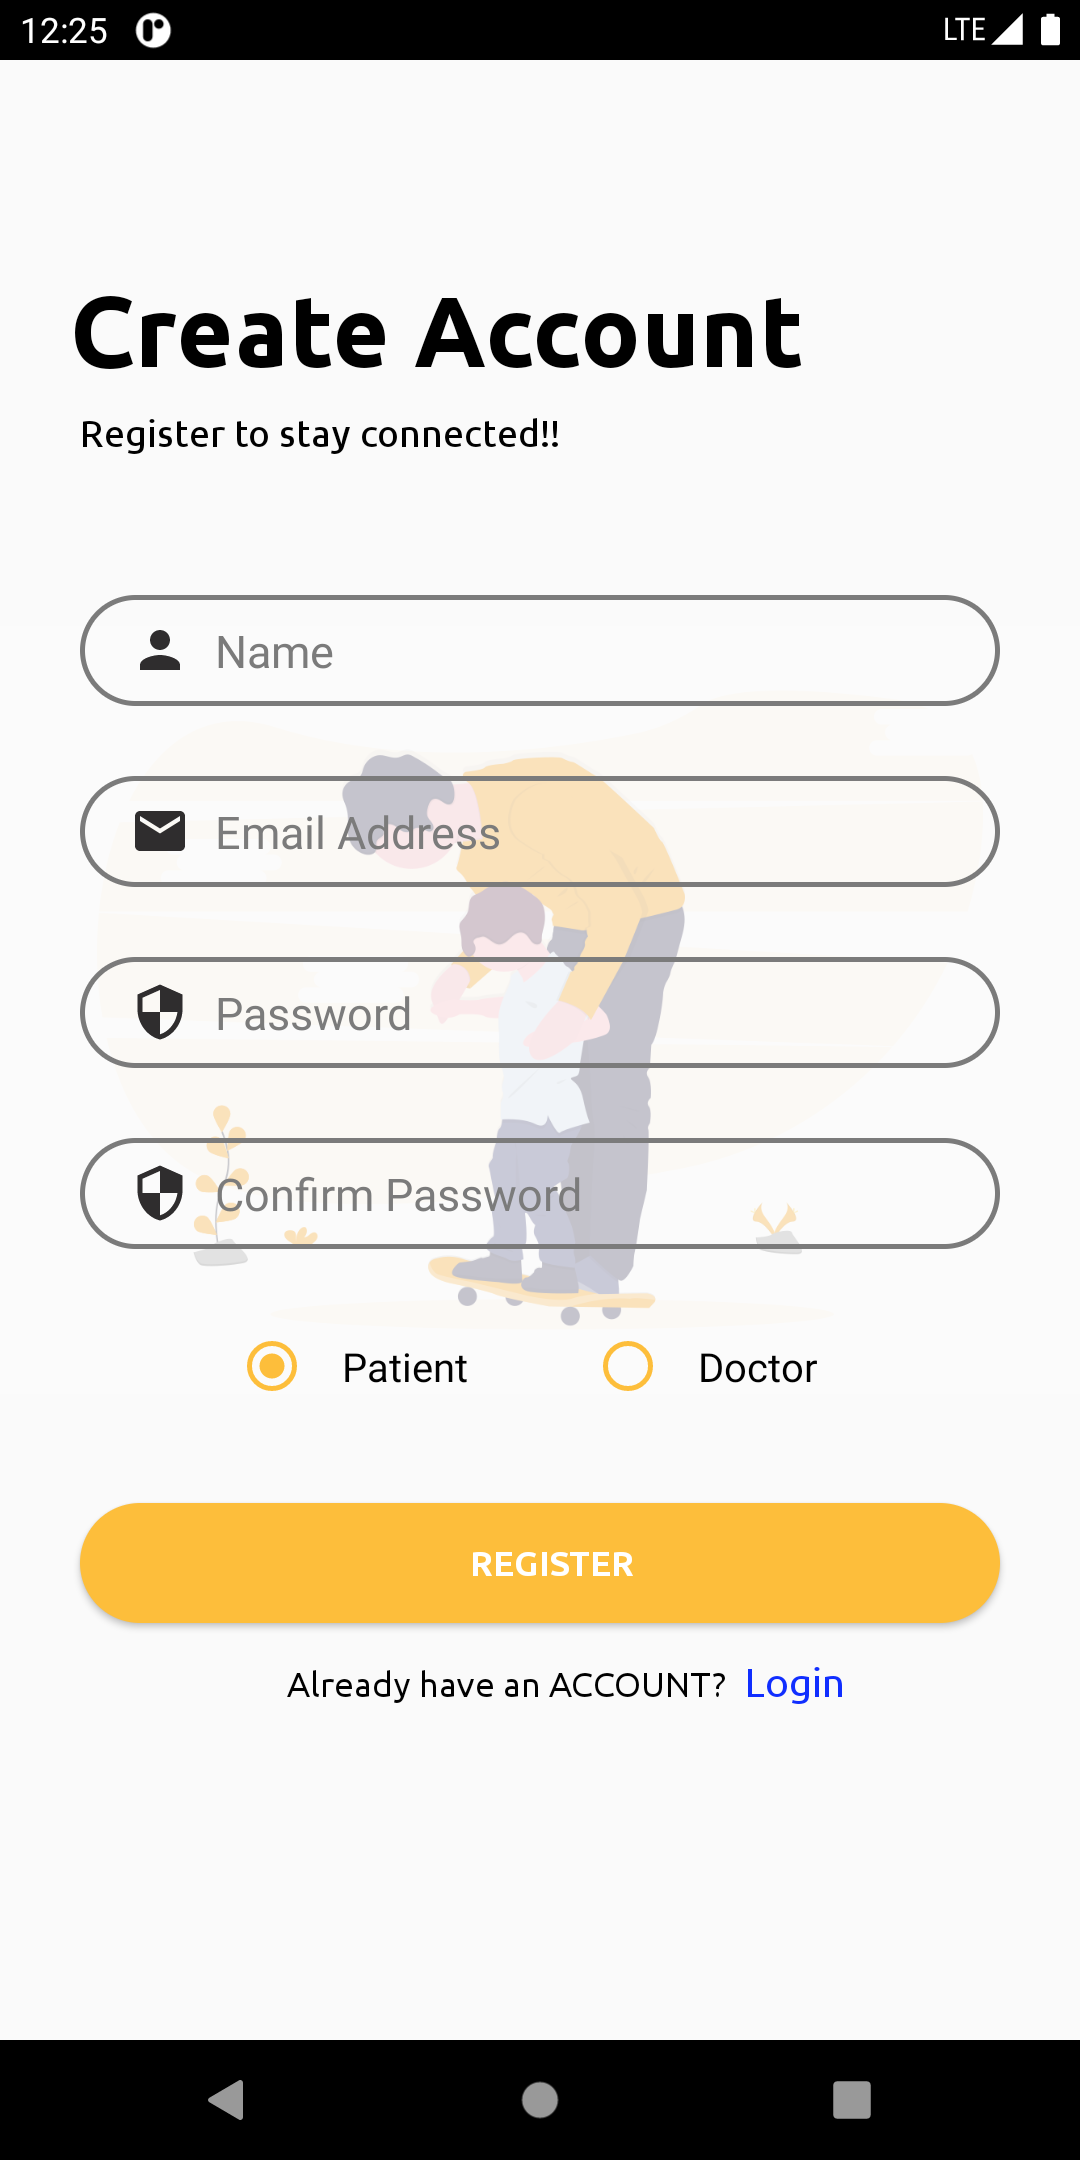 12:25 LTE
Create Account
Register to stay connected!!
Name
Email Address
Password
Confirm Password
Patient Doctor
REGISTER
Already have an ACCOUNT? Login